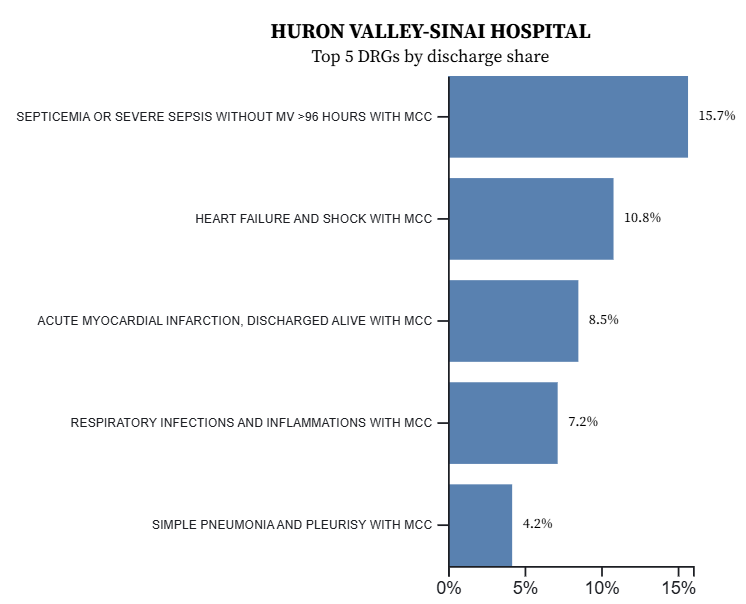 HURON VALLEY-SINAI HOSPITAL
Top 5 DRGs by discharge share
SEPTICEMIA OR SEVERE SEPSIS WITHOUT MV >96 HOURS WITH MCC
15.7%
HEART FAILURE AND SHOCK WITH MCC
10.8%
ACUTE MYOCARDIAL INFARCTION, DISCHARGED ALIVE WITH MCC
8.5%
RESPIRATORY INFECTIONS AND INFLAMMATIONS WITH MCC
7.2%
SIMPLE PNEUMONIA AND PLEURISY WITH MCC
4.2%
0% 5% 10% 15%